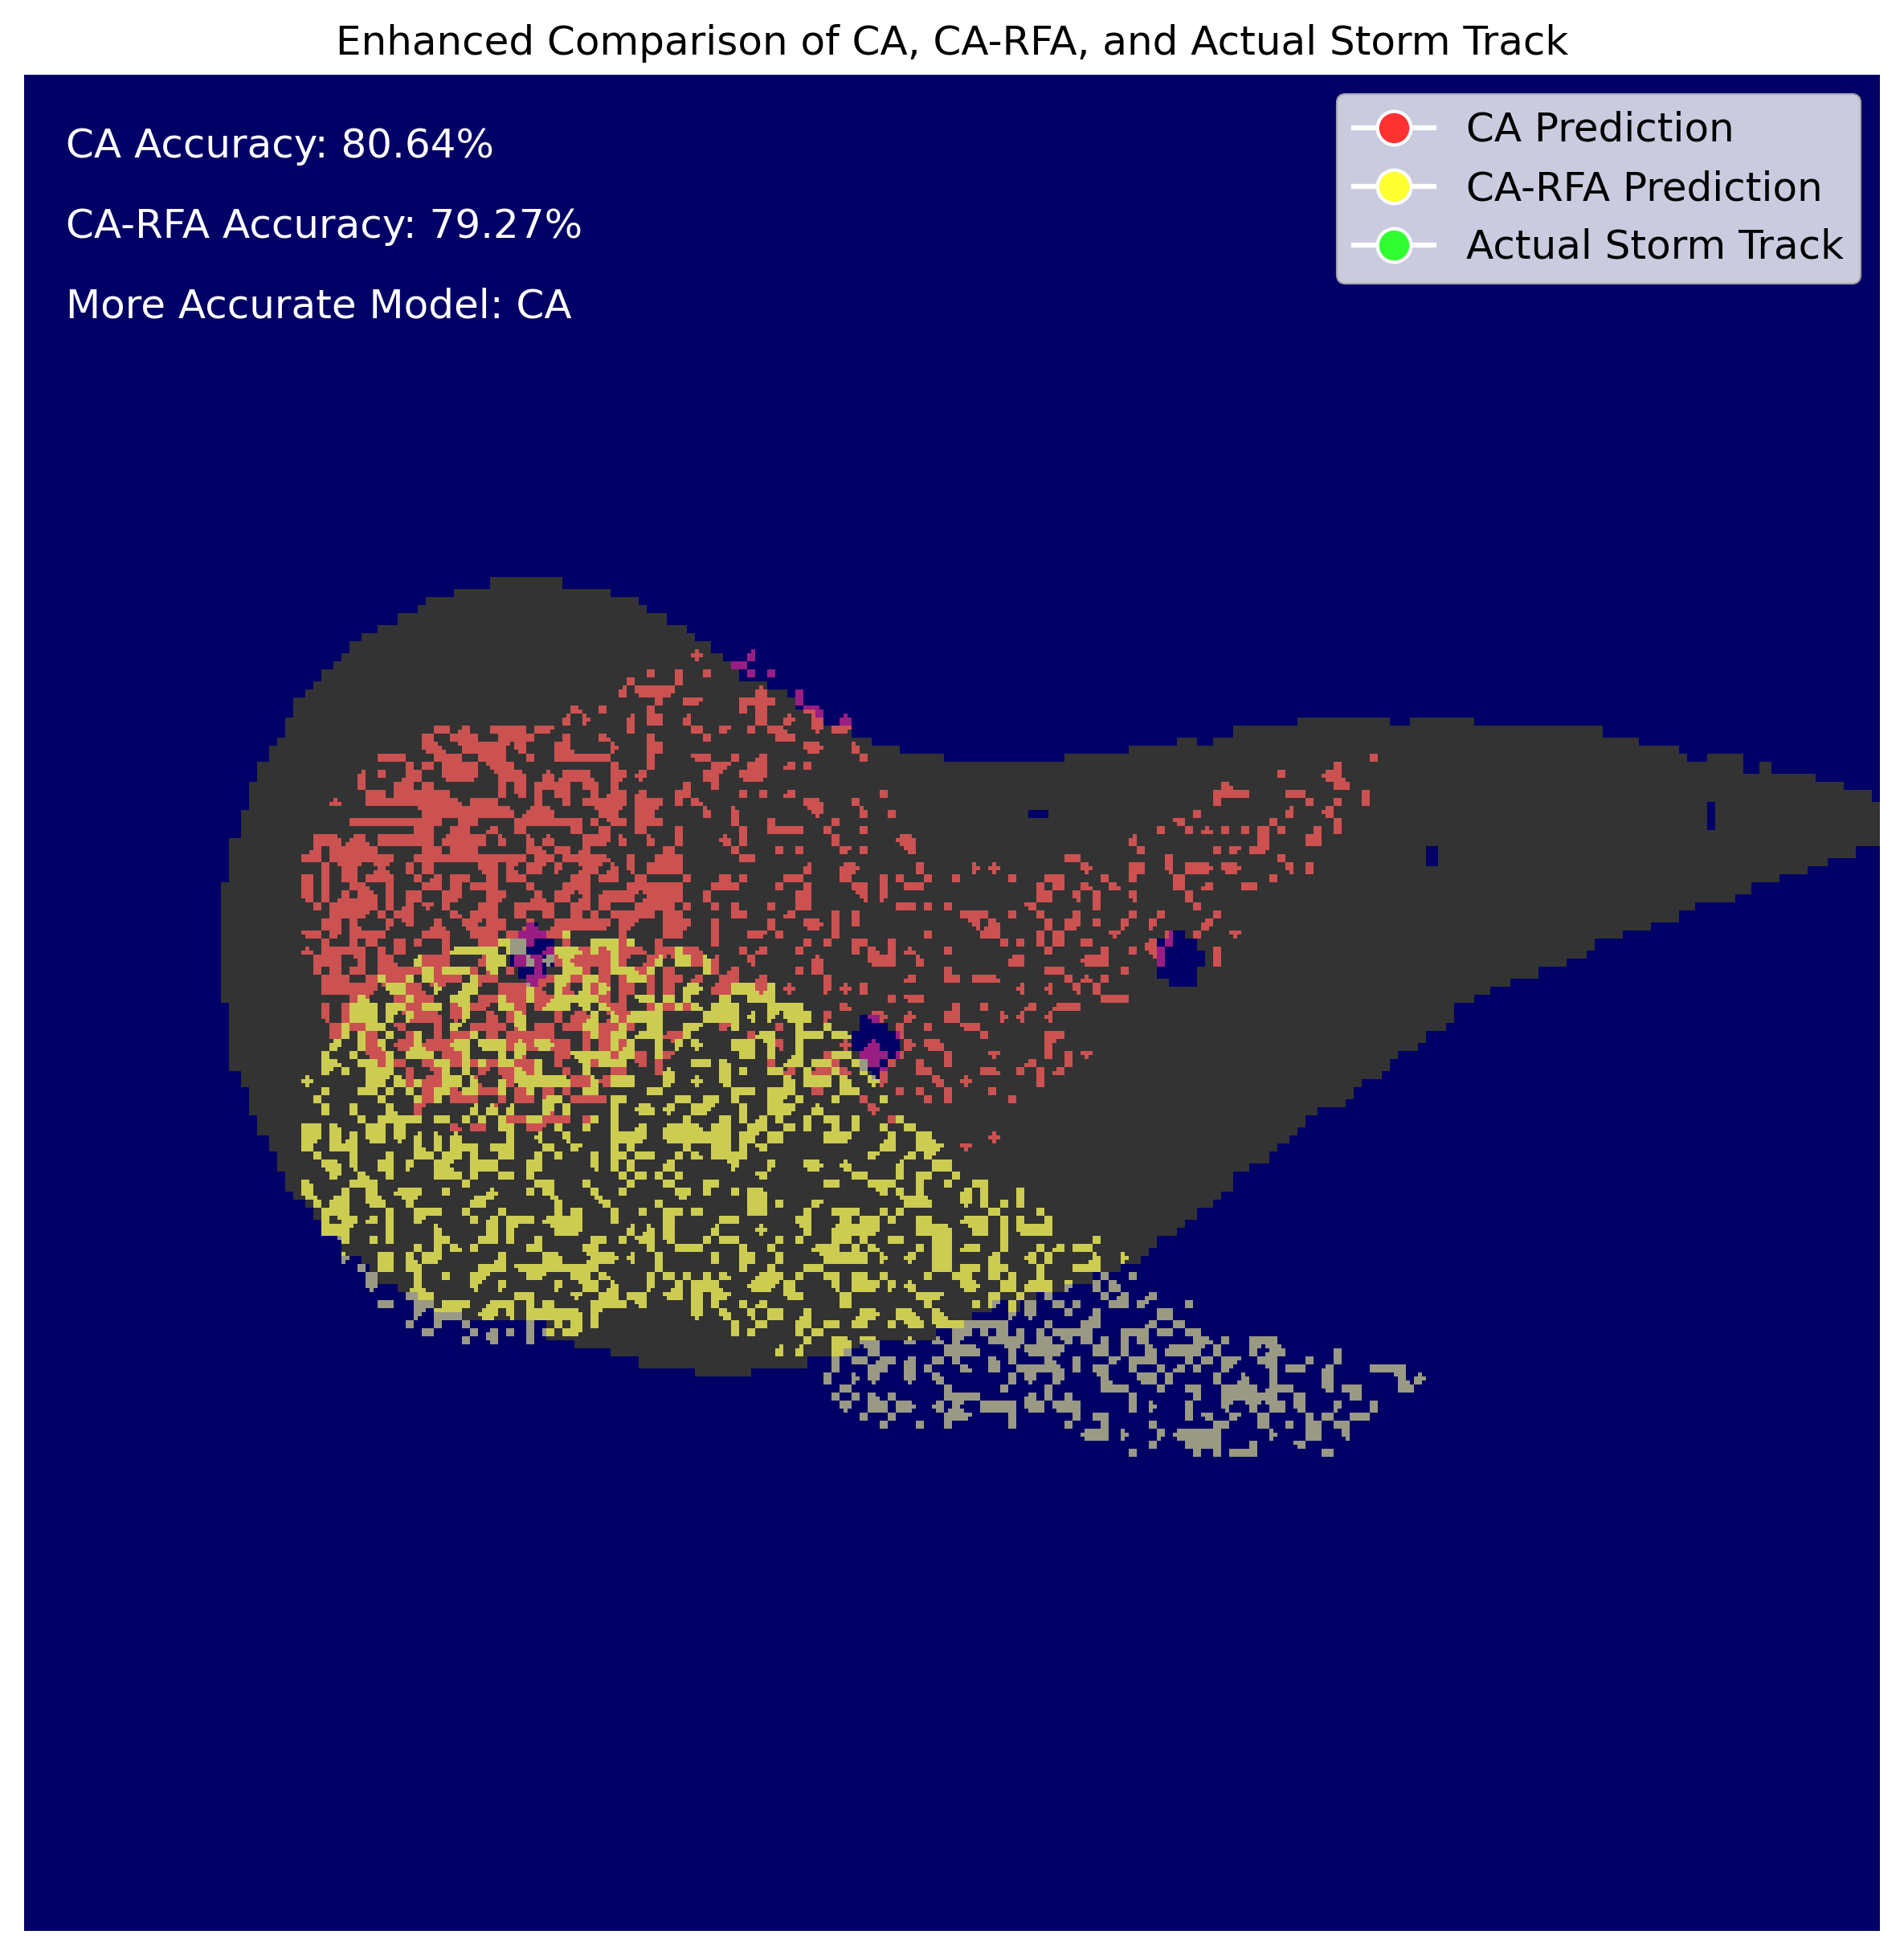 Enhanced Comparison of CA, CA-RFA, and Actual Storm Track
CA Accuracy: 80.64%
CA-RFA Accuracy: 79.27%
More Accurate Model: CA
CA Prediction
CA-RFA Prediction
Actual Storm Track